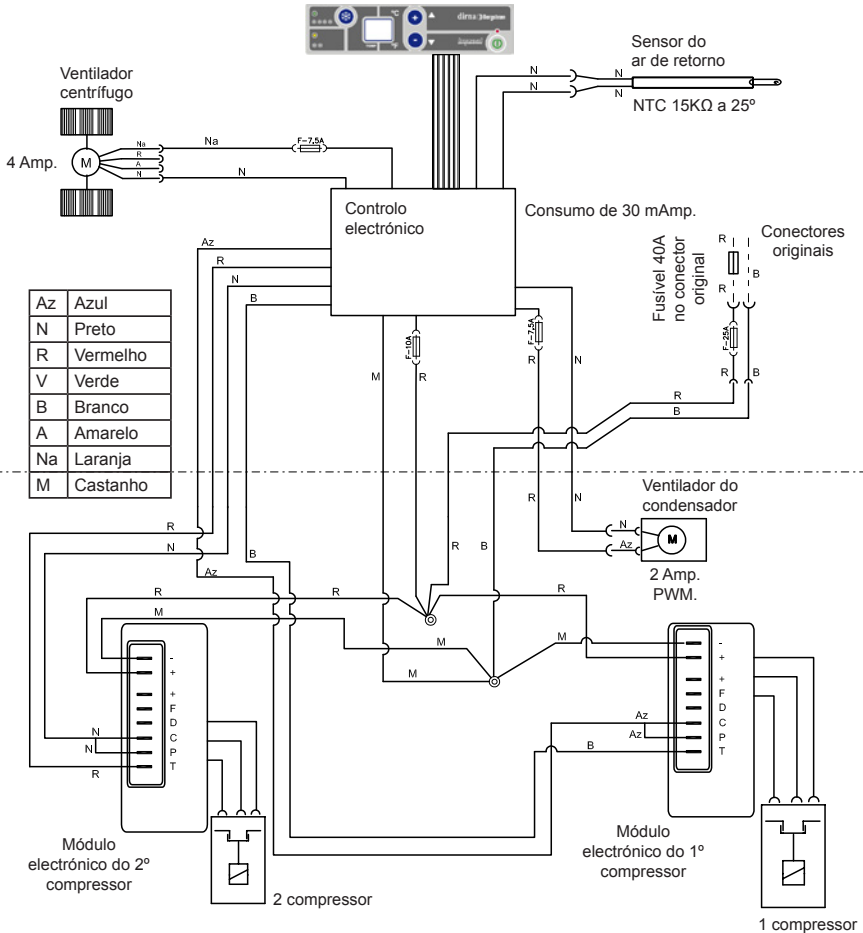 °C
°F
dirna Bergstrom
Sensor do
ar de retorno
NTC 15KΩ a 25º
N
N
N
N
Ventilador
centrífugo
4 Amp.
M
Na
R
A
N
Na
F-7,5A
N
Controlo
electrónico
Consumo de 30 mAmp.
Conectores
originais
Fusível 40A
no conector
original
R
R
B
F-25A
R
B
Az
R
N
B
Az Azul
N Preto
R Vermelho
V Verde
B Branco
A Amarelo
Na Laranja
M Castanho
M
F-10A
R
F-7,5A
R
N
R
B
R
N
Ventilador do
condensador
N
Az
M
2 Amp.
PWM.
R
N
B
Az
R
B
R
R
R
M
M
M
M
-
+
+
F
D
C
P
T
N
N
R
-
+
+
F
D
C
P
T
Az
Az
B
Módulo
electrónico do 2º
compressor
2 compressor
Módulo
electrónico do 1º
compressor
1 compressor